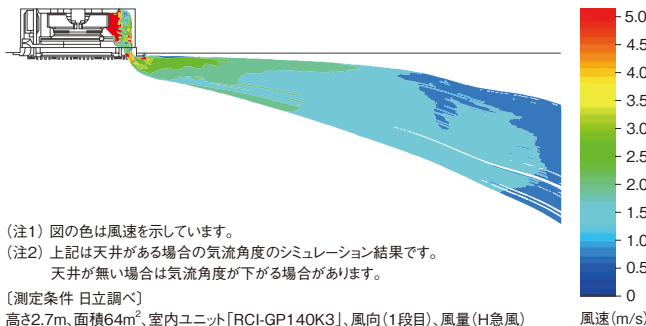 5.0
4.5
4.0
3.5
3.0
2.5
2.0
1.5
1.0
0.5
0
風速(m/s)
(注1) 図の色は風速を示しています。
(注2) 上記は天井がある場合の気流角度のシミュレーション結果です。
天井が無い場合は気流角度が下がる場合があります。
〔測定条件 日立調べ〕
高さ2.7m、面積64m²、室内ユニット「RCI-GP140K3」、風向(1段目)、風量(H急風)